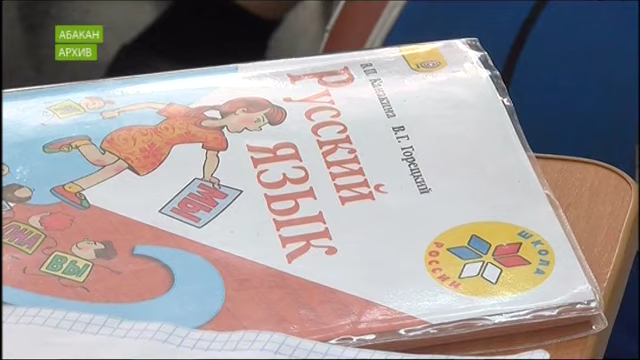 АБАКАН
АРХИВ
В.П. Канакина В.Г. Горецкий
Русский
ЯЗЫК
МЫ
ВЫ
ШКОЛА
РОССИИ